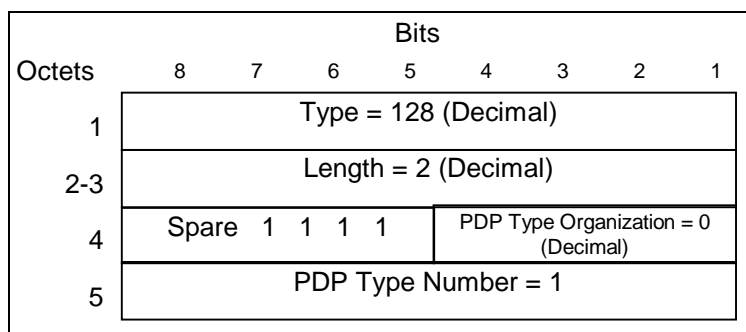 Bits
Octets 8 7 6 5 4 3 2 1
1 Type = 128 (Decimal)
2-3 Length = 2 (Decimal)
4 Spare 1 1 1 1 PDP Type Organization = 0
(Decimal)
5 PDP Type Number = 1